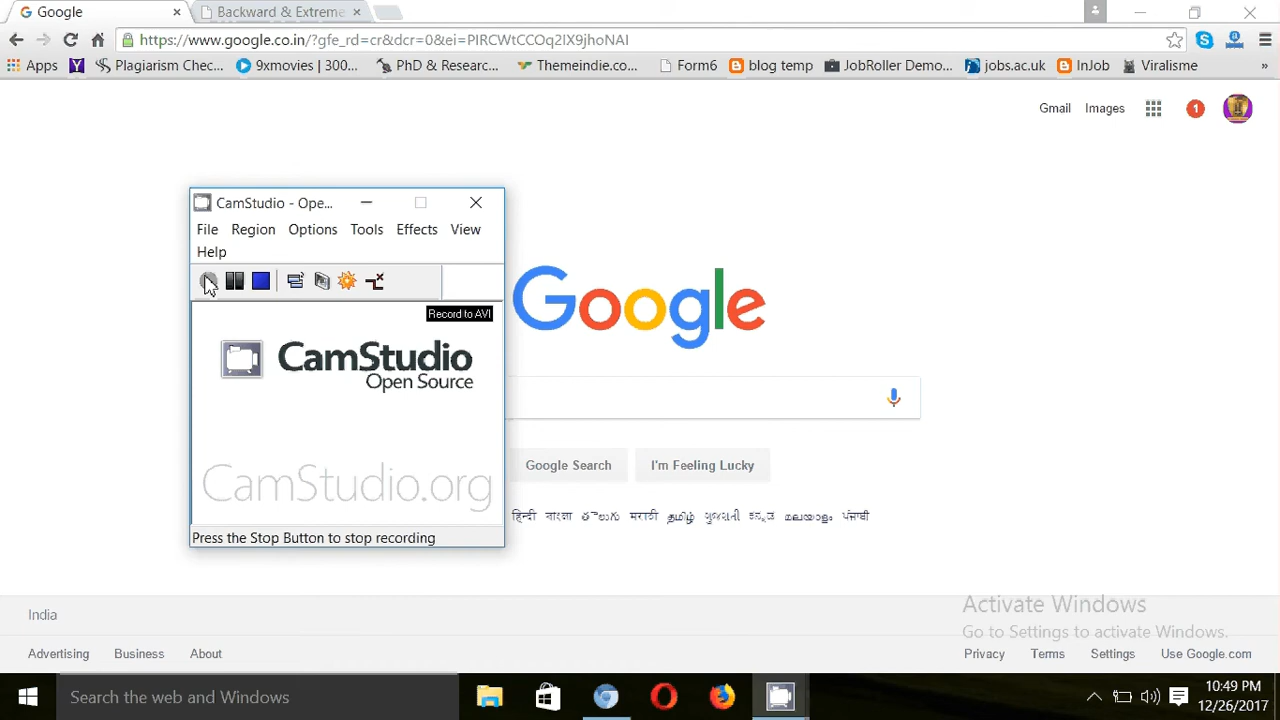 Google
Backward & Extreme
https://www.google.co.in/?gfe_rd=cr&dcr=0&ei=PlRCWtCCOq2IX9jhoNAI
Apps Plagiarism Chec... 9xmovies | 300... PhD & Researc... Themeindie.co... Form6 blog temp JobRoller Demo... jobs.ac.uk InJob Viralisme »
Gmail Images 1
CamStudio - Ope...
File Region Options Tools Effects View
Help
Record to AVI
CamStudio
Open Source
CamStudio.org
Press the Stop Button to stop recording
Google
Google Search I'm Feeling Lucky
हिन्दी বাংলা తెలుగు मराठी தமிழ் ગુજરાતી ಕನ್ನಡ മലയാളം ਪੰਜਾਬੀ
India
Activate Windows
Go to Settings to activate Windows.
Advertising Business About Privacy Terms Settings Use Google.com
Search the web and Windows
10:49 PM
12/26/2017